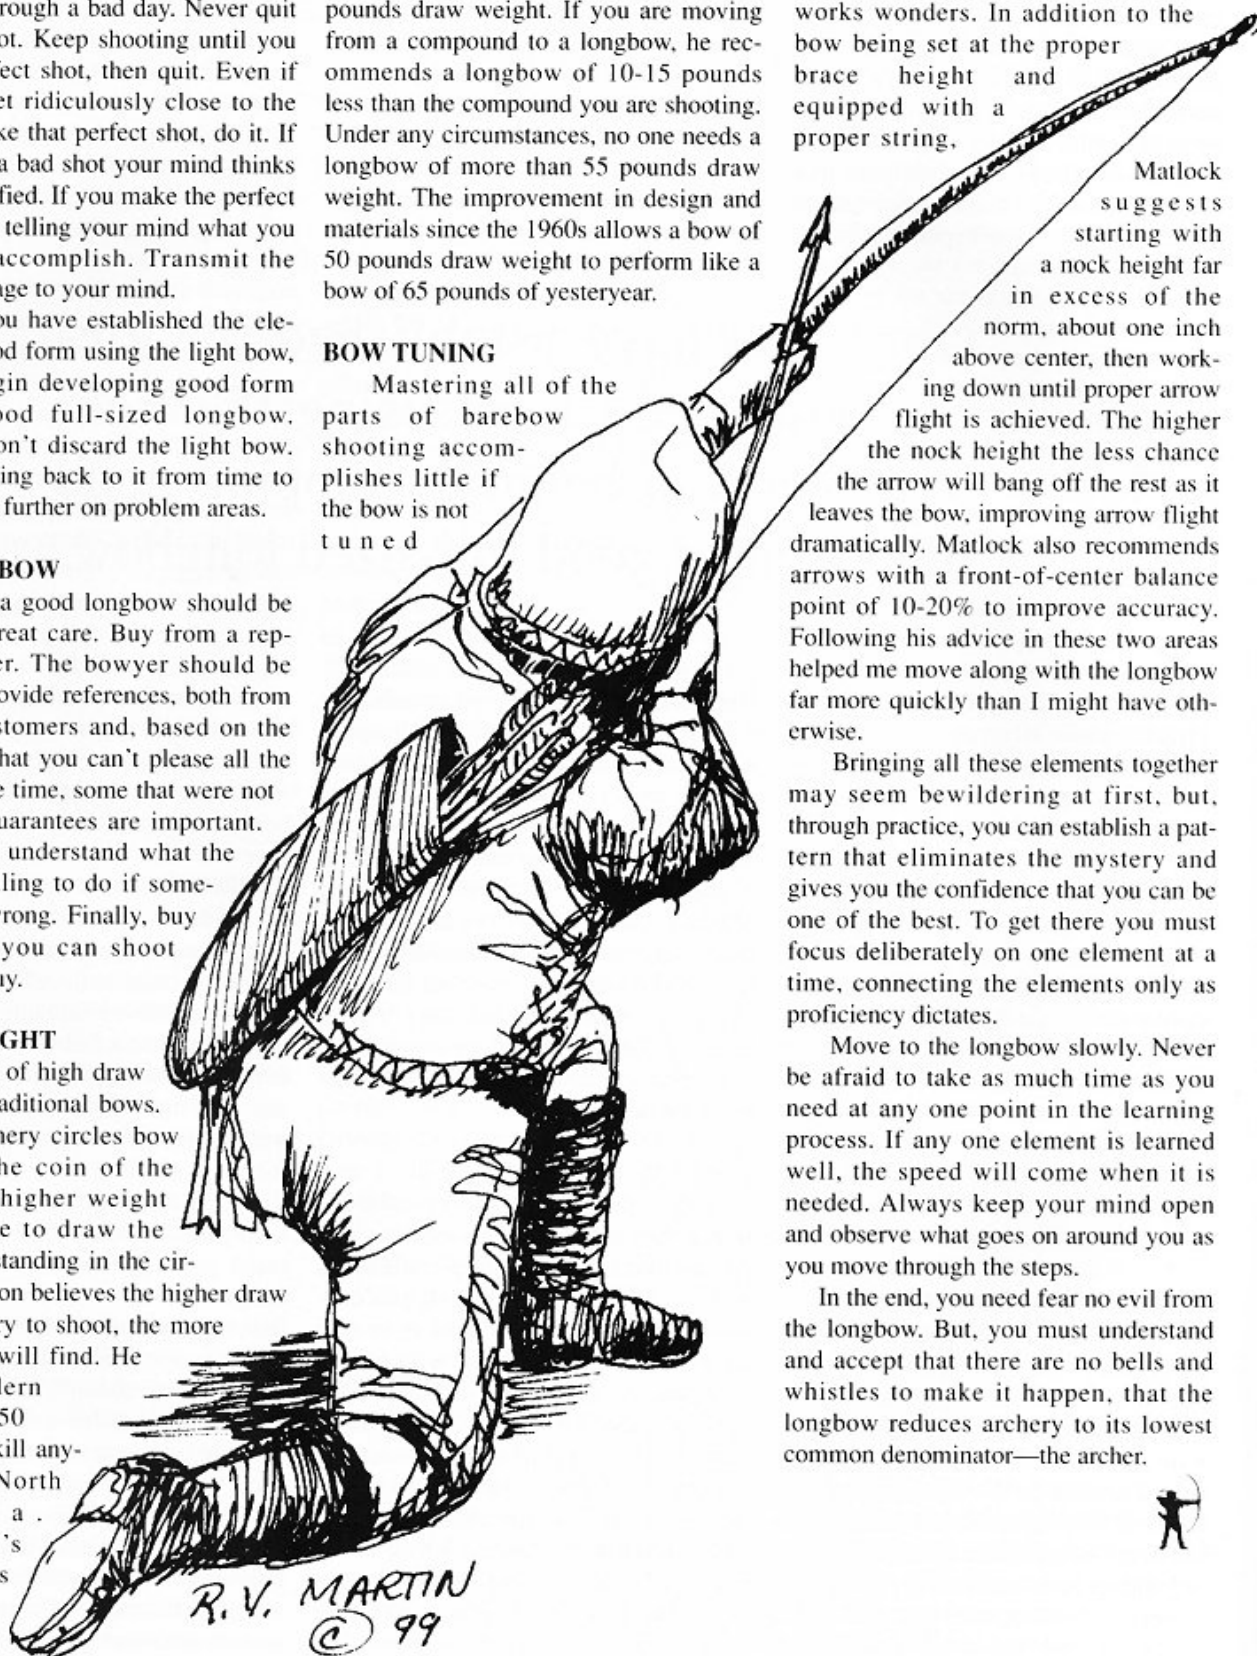 rough a bad day. Never quit
ot. Keep shooting until you
ect shot, then quit. Even if
et ridiculously close to the
ke that perfect shot, do it. If
a bad shot your mind thinks
fied. If you make the perfect
telling your mind what you
accomplish. Transmit the
age to your mind.
ou have established the ele-
od form using the light bow,
gin developing good form
ood full-sized longbow.
on't discard the light bow.
ing back to it from time to
further on problem areas.
BOW
a good longbow should be
reat care. Buy from a rep-
er. The bowyer should be
ovide references, both from
stomers and, based on the
hat you can't please all the
e time, some that were not
uarantees are important.
understand what the
ling to do if some-
rong. Finally, buy
you can shoot
ay.
GHT
of high draw
aditional bows.
hery circles bow
he coin of the
higher weight
e to draw the
standing in the cir-
on believes the higher draw
ry to shoot, the more
will find. He
dern
50
kill any-
North
a .
's
s
pounds draw weight. If you are moving
from a compound to a longbow, he rec-
ommends a longbow of 10-15 pounds
less than the compound you are shooting.
Under any circumstances, no one needs a
longbow of more than 55 pounds draw
weight. The improvement in design and
materials since the 1960s allows a bow of
50 pounds draw weight to perform like a
bow of 65 pounds of yesteryear.
BOW TUNING
Mastering all of the
parts of barebow
shooting accom-
plishes little if
the bow is not
tuned
works wonders. In addition to the
bow being set at the proper
brace height and
equipped with a
proper string,
Matlock
suggests
starting with
a nock height far
in excess of the
norm, about one inch
above center, then work-
ing down until proper arrow
flight is achieved. The higher
the nock height the less chance
the arrow will bang off the rest as it
leaves the bow, improving arrow flight
dramatically. Matlock also recommends
arrows with a front-of-center balance
point of 10-20% to improve accuracy.
Following his advice in these two areas
helped me move along with the longbow
far more quickly than I might have oth-
erwise.
Bringing all these elements together
may seem bewildering at first, but,
through practice, you can establish a pat-
tern that eliminates the mystery and
gives you the confidence that you can be
one of the best. To get there you must
focus deliberately on one element at a
time, connecting the elements only as
proficiency dictates.
Move to the longbow slowly. Never
be afraid to take as much time as you
need at any one point in the learning
process. If any one element is learned
well, the speed will come when it is
needed. Always keep your mind open
and observe what goes on around you as
you move through the steps.
In the end, you need fear no evil from
the longbow. But, you must understand
and accept that there are no bells and
whistles to make it happen, that the
longbow reduces archery to its lowest
common denominator—the archer.
R.V. MARTIN
© 99